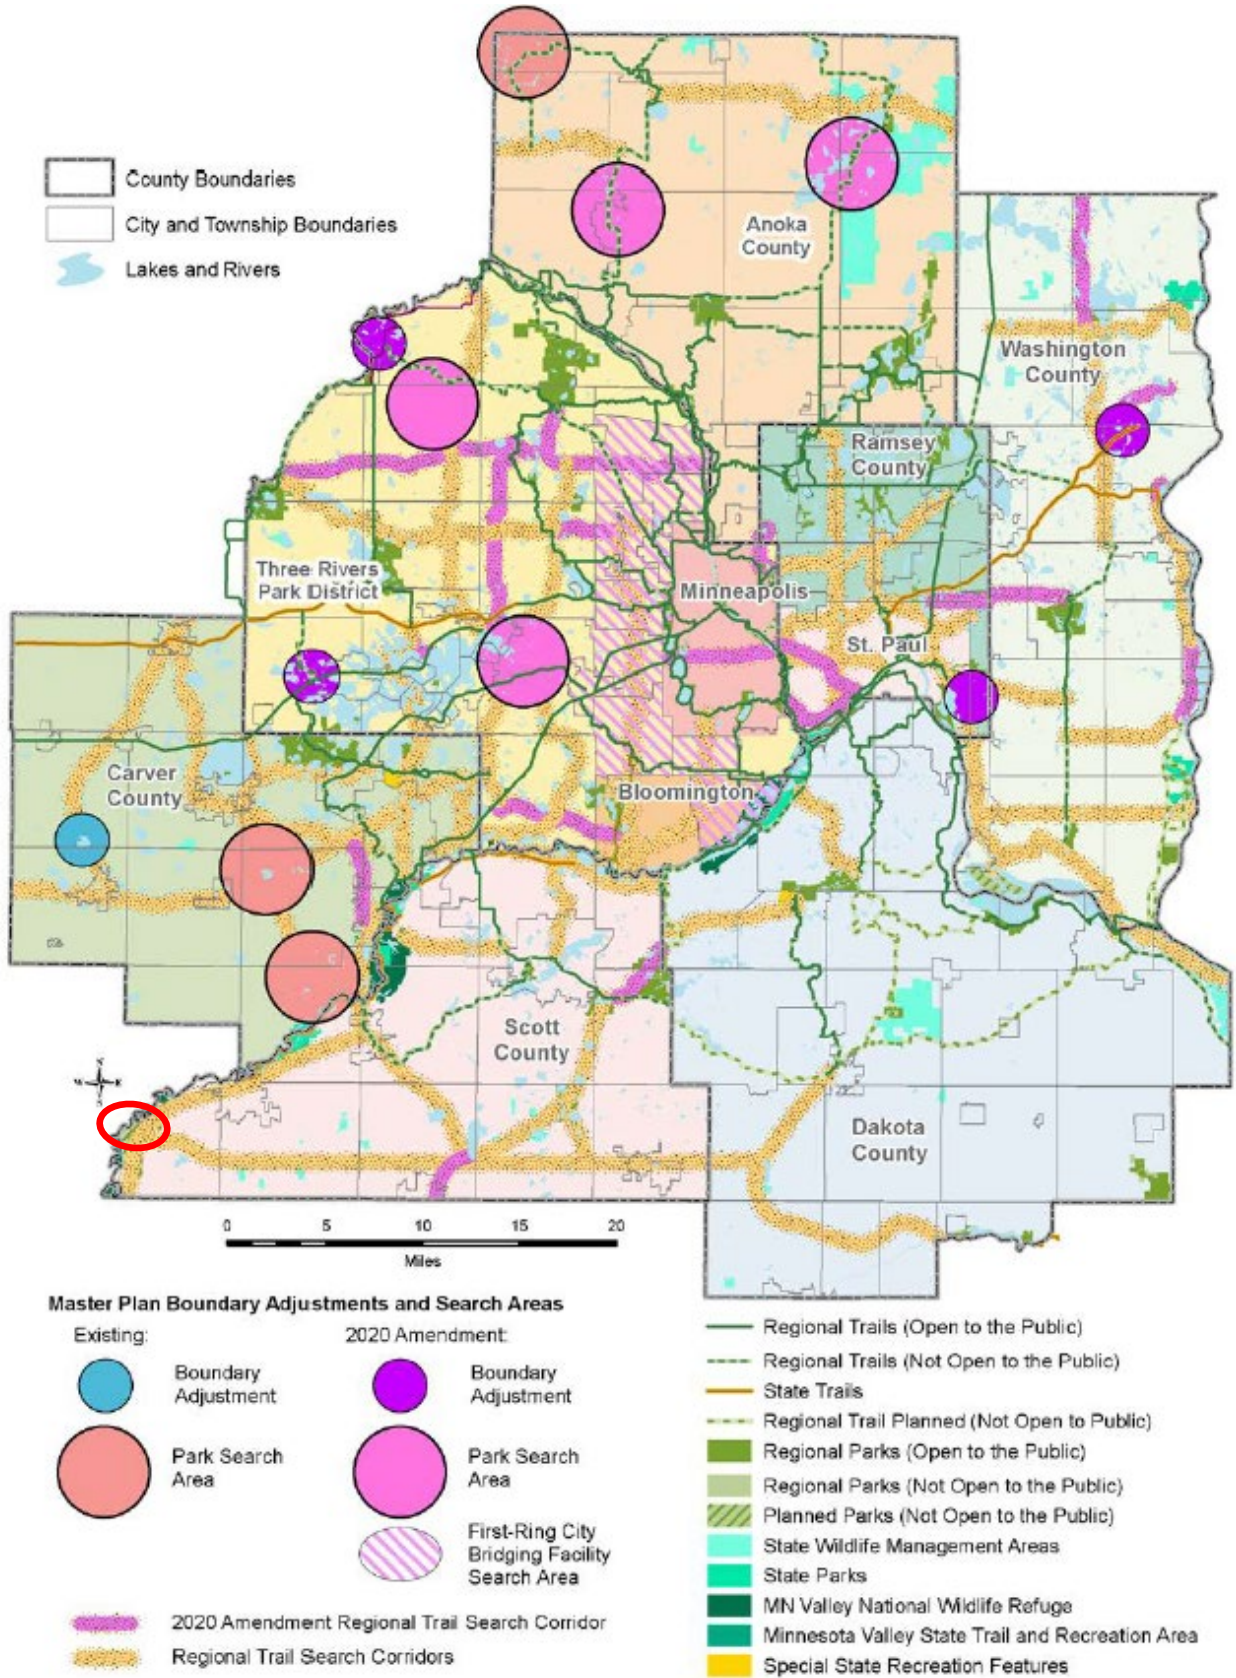 County Boundaries
City and Township Boundaries
Lakes and Rivers
Anoka
County
Washington
County
Ramsey
County
Three Rivers
Park District
Minneapolis
St. Paul
Carver
County
Bloomington
Scott
County
Dakota
County
N
W E
S
0 5 10 15 20
Miles
Master Plan Boundary Adjustments and Search Areas
Existing:
Boundary
Adjustment
Park Search
Area
2020 Amendment:
Boundary
Adjustment
Park Search
Area
First-Ring City
Bridging Facility
Search Area
2020 Amendment Regional Trail Search Corridor
Regional Trail Search Corridors
Regional Trails (Open to the Public)
Regional Trails (Not Open to the Public)
State Trails
Regional Trail Planned (Not Open to Public)
Regional Parks (Open to the Public)
Regional Parks (Not Open to the Public)
Planned Parks (Not Open to the Public)
State Wildlife Management Areas
State Parks
MN Valley National Wildlife Refuge
Minnesota Valley State Trail and Recreation Area
Special State Recreation Features